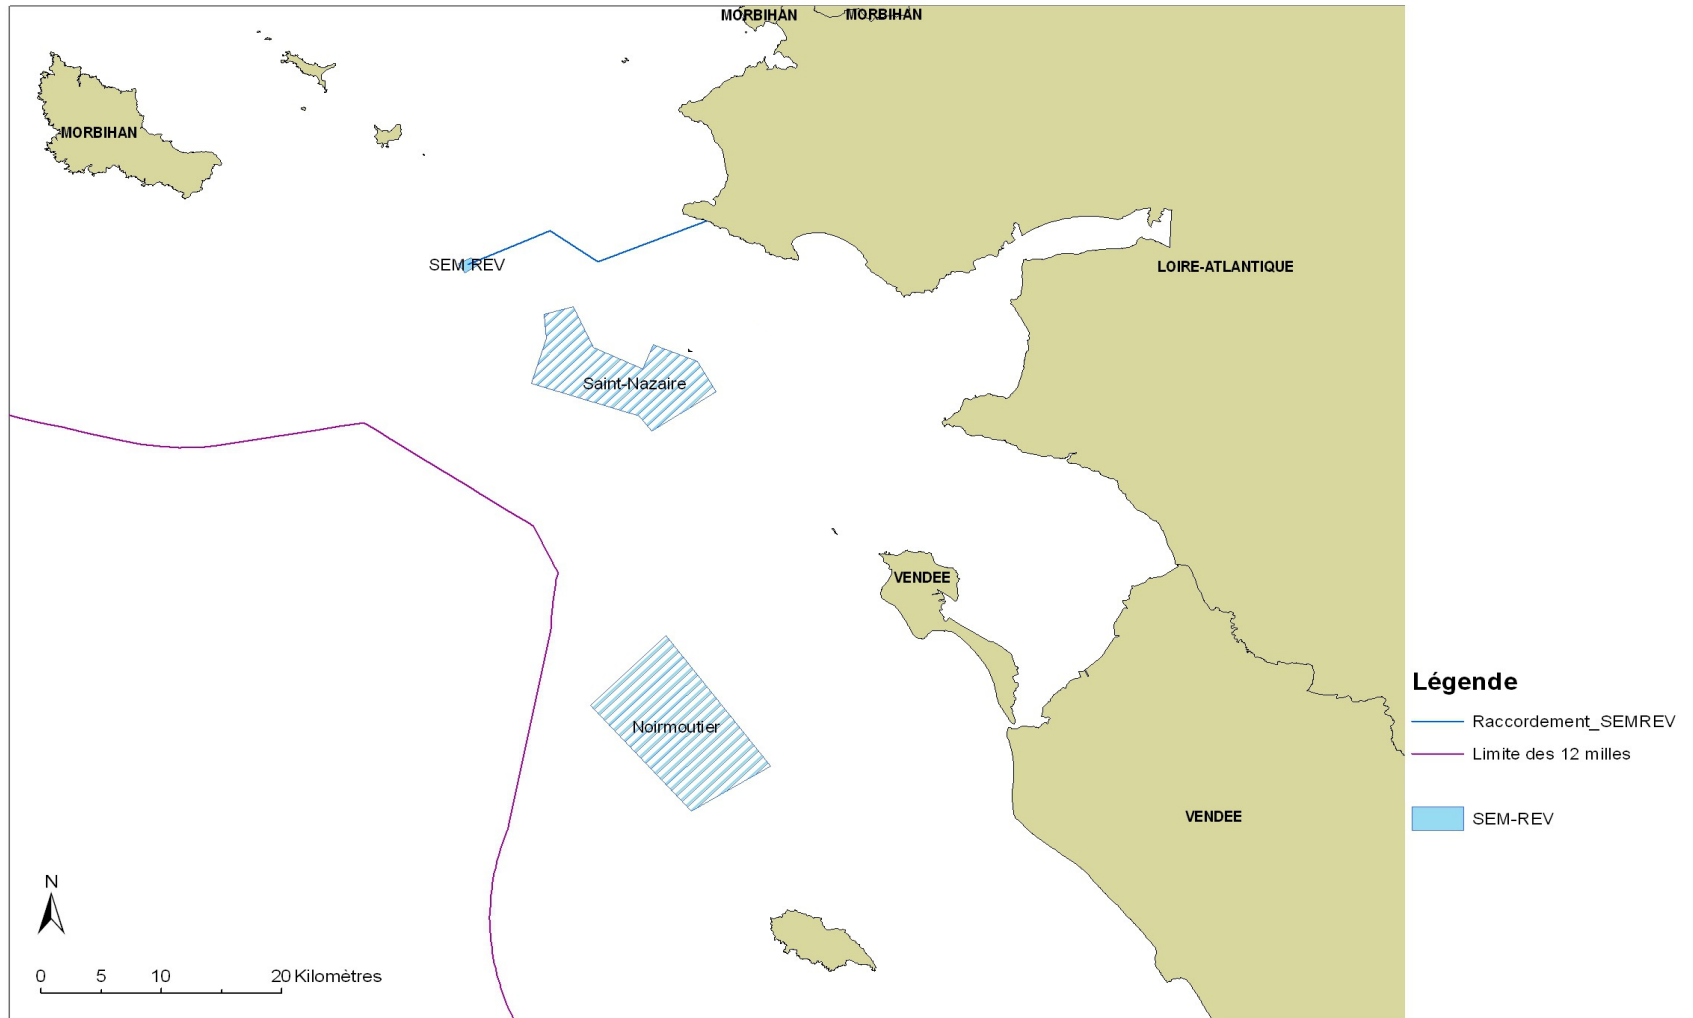 MORBIHAN
MORBIHAN
MORBIHAN
SEM REV
LOIRE-ATLANTIQUE
Saint-Nazaire
VENDEE
Noirmoutier
VENDEE
Légende
Raccordement_SEMREV
Limite des 12 milles
SEM-REV
N
0 5 10 20 Kilomètres